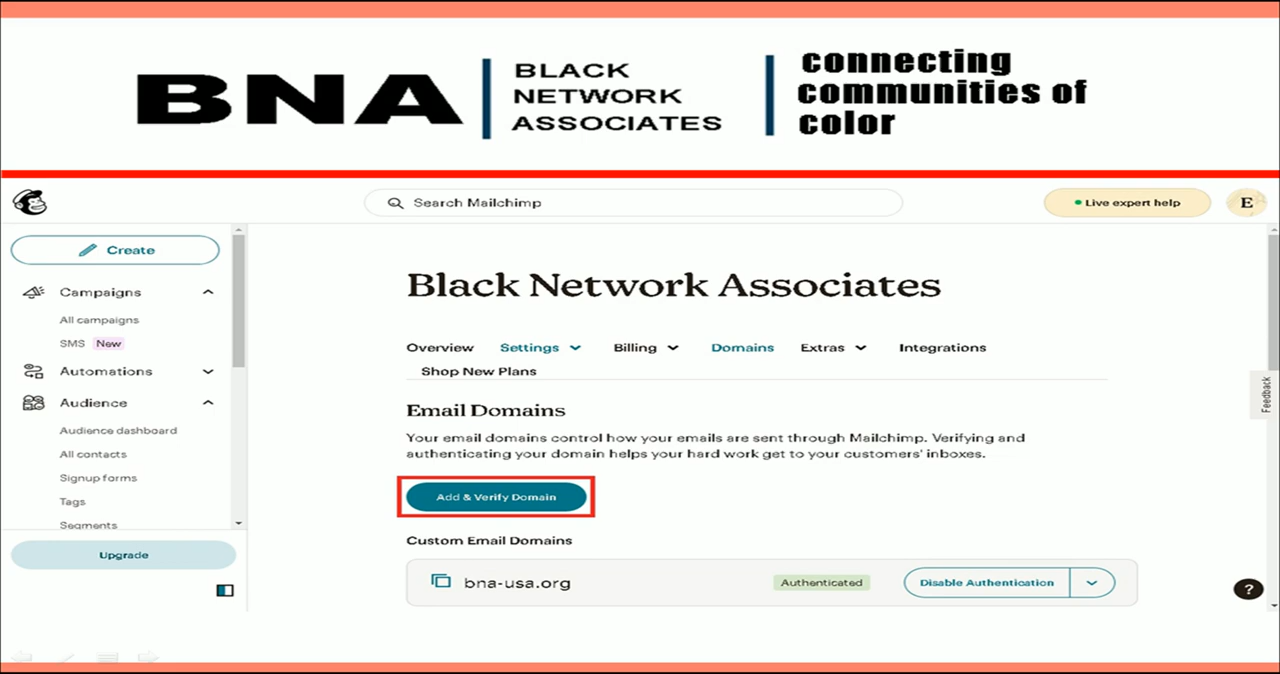 BNA
BLACK
NETWORK
ASSOCIATES
connecting
communities of
color
Search Mailchimp
Live expert help
E
Create
Campaigns
All campaigns
SMS New
Automations
Audience
Audience dashboard
All contacts
Signup forms
Tags
Segments
Upgrade
Black Network Associates
Overview Settings Billing Domains Extras Integrations
Shop New Plans
Email Domains
Your email domains control how your emails are sent through Mailchimp. Verifying and
authenticating your domain helps your hard work get to your customers' inboxes.
Add & Verify Domain
Custom Email Domains
bna-usa.org Authenticated Disable Authentication
Feedback
?